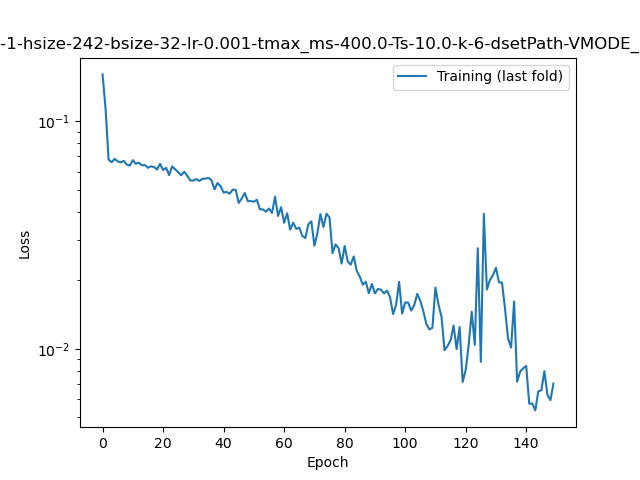 -1-hsize-242-bsize-32-lr-0.001-tmax_ms-400.0-Ts-10.0-k-6-dsetPath-VMODE_
Training (last fold)
10⁻¹
10⁻²
Loss
0 20 40 60 80 100 120 140
Epoch